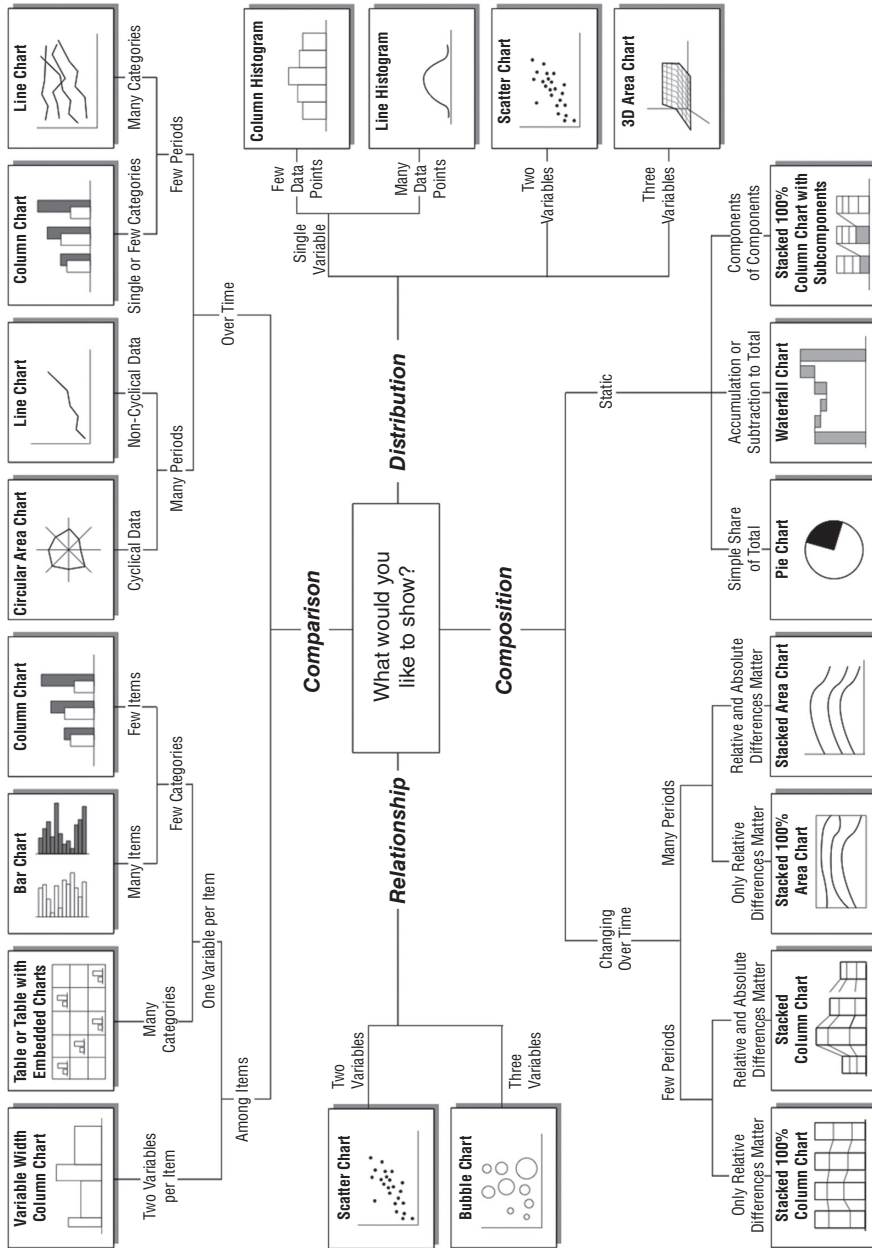 Variable Width
Column Chart
Table or Table with
Embedded Charts
Bar Chart
Column Chart
Circular Area Chart
Line Chart
Column Chart
Line Chart
Two Variables
per Item
Many
Categories
Many Items
Few Items
Cyclical Data
Non-Cyclical Data
Single or Few Categories
Many Categories
Few Categories
Many Periods
Few Periods
One Variable per Item
Among Items
Over Time
Comparison
What would you
like to show?
Relationship
Two
Variables
Three
Variables
Scatter Chart
Bubble Chart
Distribution
Single
Variable
Few
Data
Points
Many
Data
Points
Two
Variables
Three
Variables
Column Histogram
Line Histogram
Scatter Chart
3D Area Chart
Composition
Changing
Over Time
Static
Few Periods
Many Periods
Only Relative
Differences Matter
Relative and Absolute
Differences Matter
Only Relative
Differences Matter
Relative and Absolute
Differences Matter
Simple Share
of Total
Accumulation or
Subtraction to Total
Components
of Components
Stacked 100%
Column Chart
Stacked
Column Chart
Stacked 100%
Area Chart
Stacked Area Chart
Pie Chart
Waterfall Chart
Stacked 100%
Column Chart with
Subcomponents